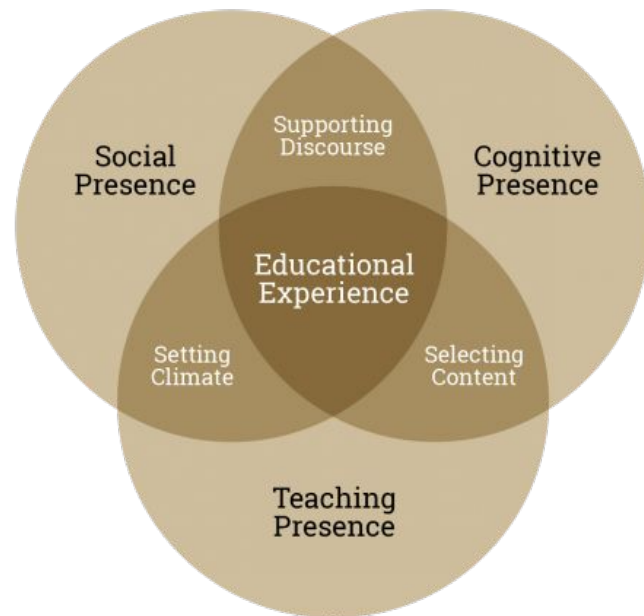 Supporting
Discourse
Social
Presence
Cognitive
Presence
Educational
Experience
Setting
Climate
Selecting
Content
Teaching
Presence